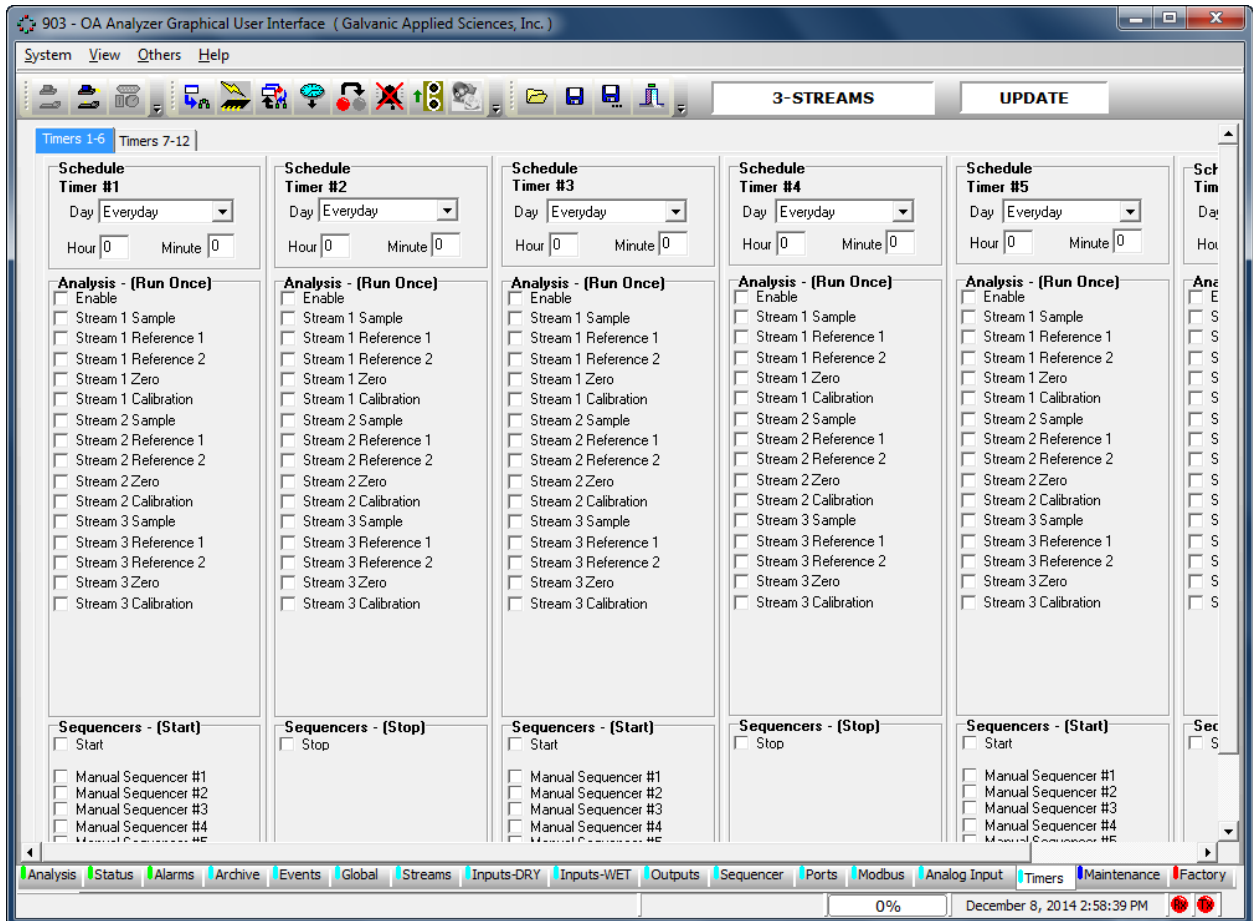 903 - OA Analyzer Graphical User Interface ( Galvanic Applied Sciences, Inc. )
System View Others Help
3-STREAMS UPDATE
Timers 1-6 Timers 7-12
Schedule
Timer #1
Day Everyday
Hour 0 Minute 0
Analysis - (Run Once)
Enable
Stream 1 Sample
Stream 1 Reference 1
Stream 1 Reference 2
Stream 1 Zero
Stream 1 Calibration
Stream 2 Sample
Stream 2 Reference 1
Stream 2 Reference 2
Stream 2 Zero
Stream 2 Calibration
Stream 3 Sample
Stream 3 Reference 1
Stream 3 Reference 2
Stream 3 Zero
Stream 3 Calibration
Sequencers - (Start)
Start
Manual Sequencer #1
Manual Sequencer #2
Manual Sequencer #3
Manual Sequencer #4
Manual Sequencer #5
Schedule
Timer #2
Day Everyday
Hour 0 Minute 0
Analysis - (Run Once)
Enable
Stream 1 Sample
Stream 1 Reference 1
Stream 1 Reference 2
Stream 1 Zero
Stream 1 Calibration
Stream 2 Sample
Stream 2 Reference 1
Stream 2 Reference 2
Stream 2 Zero
Stream 2 Calibration
Stream 3 Sample
Stream 3 Reference 1
Stream 3 Reference 2
Stream 3 Zero
Stream 3 Calibration
Sequencers - (Stop)
Stop
Schedule
Timer #3
Day Everyday
Hour 0 Minute 0
Analysis - (Run Once)
Enable
Stream 1 Sample
Stream 1 Reference 1
Stream 1 Reference 2
Stream 1 Zero
Stream 1 Calibration
Stream 2 Sample
Stream 2 Reference 1
Stream 2 Reference 2
Stream 2 Zero
Stream 2 Calibration
Stream 3 Sample
Stream 3 Reference 1
Stream 3 Reference 2
Stream 3 Zero
Stream 3 Calibration
Sequencers - (Start)
Start
Manual Sequencer #1
Manual Sequencer #2
Manual Sequencer #3
Manual Sequencer #4
Manual Sequencer #5
Schedule
Timer #4
Day Everyday
Hour 0 Minute 0
Analysis - (Run Once)
Enable
Stream 1 Sample
Stream 1 Reference 1
Stream 1 Reference 2
Stream 1 Zero
Stream 1 Calibration
Stream 2 Sample
Stream 2 Reference 1
Stream 2 Reference 2
Stream 2 Zero
Stream 2 Calibration
Stream 3 Sample
Stream 3 Reference 1
Stream 3 Reference 2
Stream 3 Zero
Stream 3 Calibration
Sequencers - (Stop)
Stop
Schedule
Timer #5
Day Everyday
Hour 0 Minute 0
Analysis - (Run Once)
Enable
Stream 1 Sample
Stream 1 Reference 1
Stream 1 Reference 2
Stream 1 Zero
Stream 1 Calibration
Stream 2 Sample
Stream 2 Reference 1
Stream 2 Reference 2
Stream 2 Zero
Stream 2 Calibration
Stream 3 Sample
Stream 3 Reference 1
Stream 3 Reference 2
Stream 3 Zero
Stream 3 Calibration
Sequencers - (Start)
Start
Manual Sequencer #1
Manual Sequencer #2
Manual Sequencer #3
Manual Sequencer #4
Manual Sequencer #5
Analysis Status Alarms Archive Events Global Streams Inputs-DRY Inputs-WET Outputs Sequencer Ports Modbus Analog Input Timers Maintenance Factory
0% December 8, 2014 2:58:39 PM Rx Tx